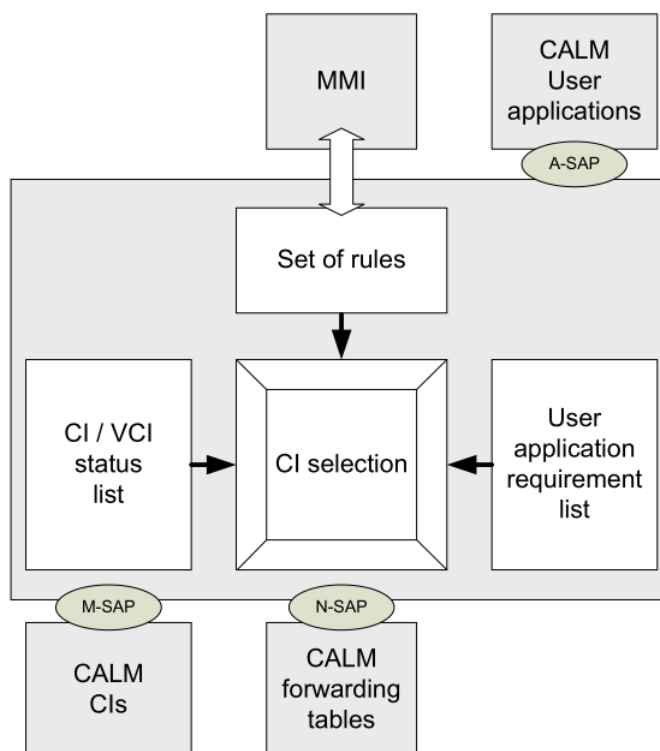 MMI
CALM
User
applications
A-SAP
Set of rules
CI / VCI
status
list
CI selection
User
application
requirement
list
M-SAP
N-SAP
CALM
CIs
CALM
forwarding
tables